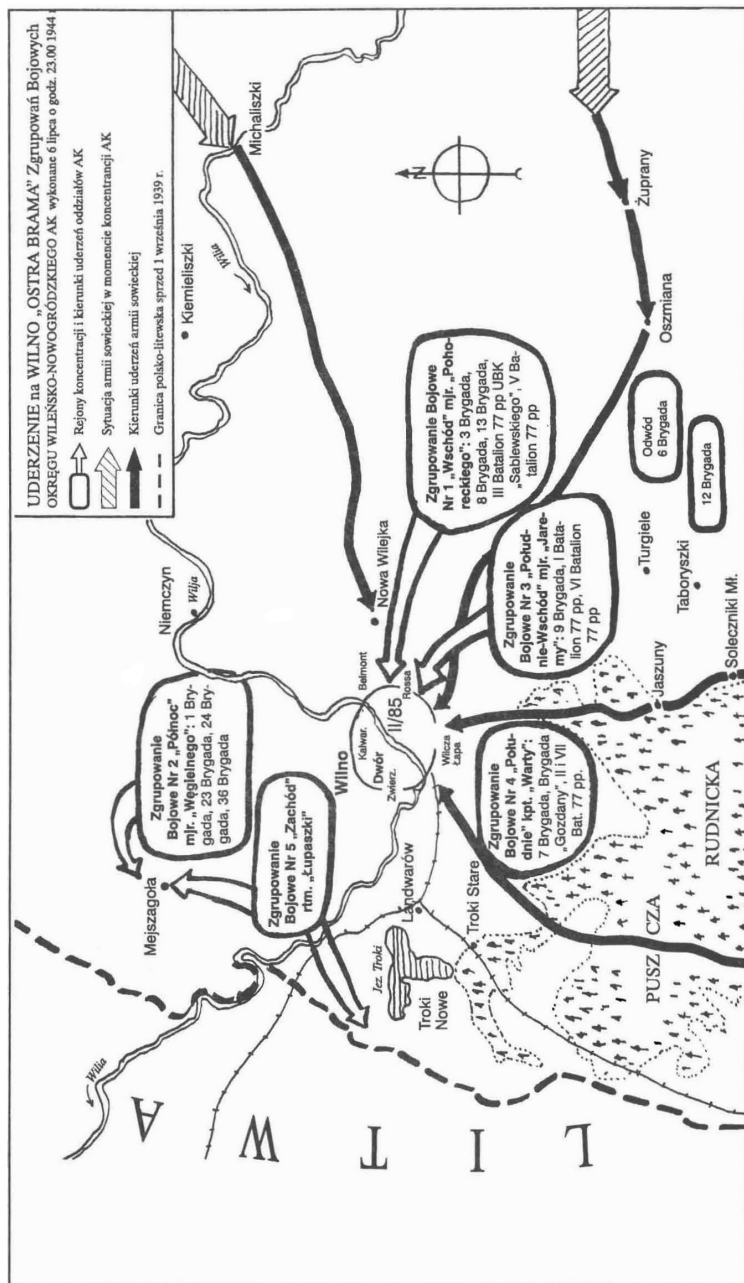 UDERZENIE na WILNO „OSTRA BRAMA” Zgrupowań Bojowych
OKRĘGU WILEŃSKO-NOWOGRÓDZKIEGO AK wykonane 6 lipca o godz. 23.00 1944 r
Rejony koncentracji i kierunki uderzeń oddziałów AK
Sytuacja armii sowieckiej w momencie koncentracji AK
Kierunki uderzeń armii sowieckiej
Granica polsko-litewska sprzed 1 września 1939 r.
Wilia
L I T W A
Mejszagoła
Zgrupowanie
Bojowe Nr 2 „Północ”
mjr. „Węgielnego”: 1 Bry-
gada, 23 Brygada, 24 Bry-
gada, 36 Brygada
Niemczyn
Wilja
Kiemieliszki
Wilia
Michaliszki
Zgrupowanie
Bojowe Nr 5 „Zachód”
rtm. „Łupaszki”
Wilno
Kalwar.
Belmont
Dwór
II/85
Zwierz.
Rossa
Wilcza
Łapa
Nowa Wilejka
Jez. Troki
Troki
Nowe
Landwarów
Troki Stare
Zgrupowanie Bojowe
Nr 1 „Wschód” mjr. „Poho-
reckiego”: 3 Brygada,
8 Brygada, 13 Brygada,
III Batalion 77 pp UBK
„Sablewskiego”, V Ba-
talion 77 pp
N
Zgrupowanie
Bojowe Nr 3 „Połud-
nie-Wschód” mjr. „Jare-
my”: 9 Brygada, I Bata-
lion 77 pp, VI Batalion
77 pp
Zgrupowanie
Bojowe Nr 4 „Połu-
dnie” kpt. „Warty”:
7 Brygada, Brygada
„Gozdany”, II i VII
Bat. 77 pp.
Żuprany
Oszmiana
Odwód
6 Brygada
12 Brygada
Turgiele
Taboryszki
Jaszuny
Soleczniki Mł.
PUSZCZA
RUDNICKA